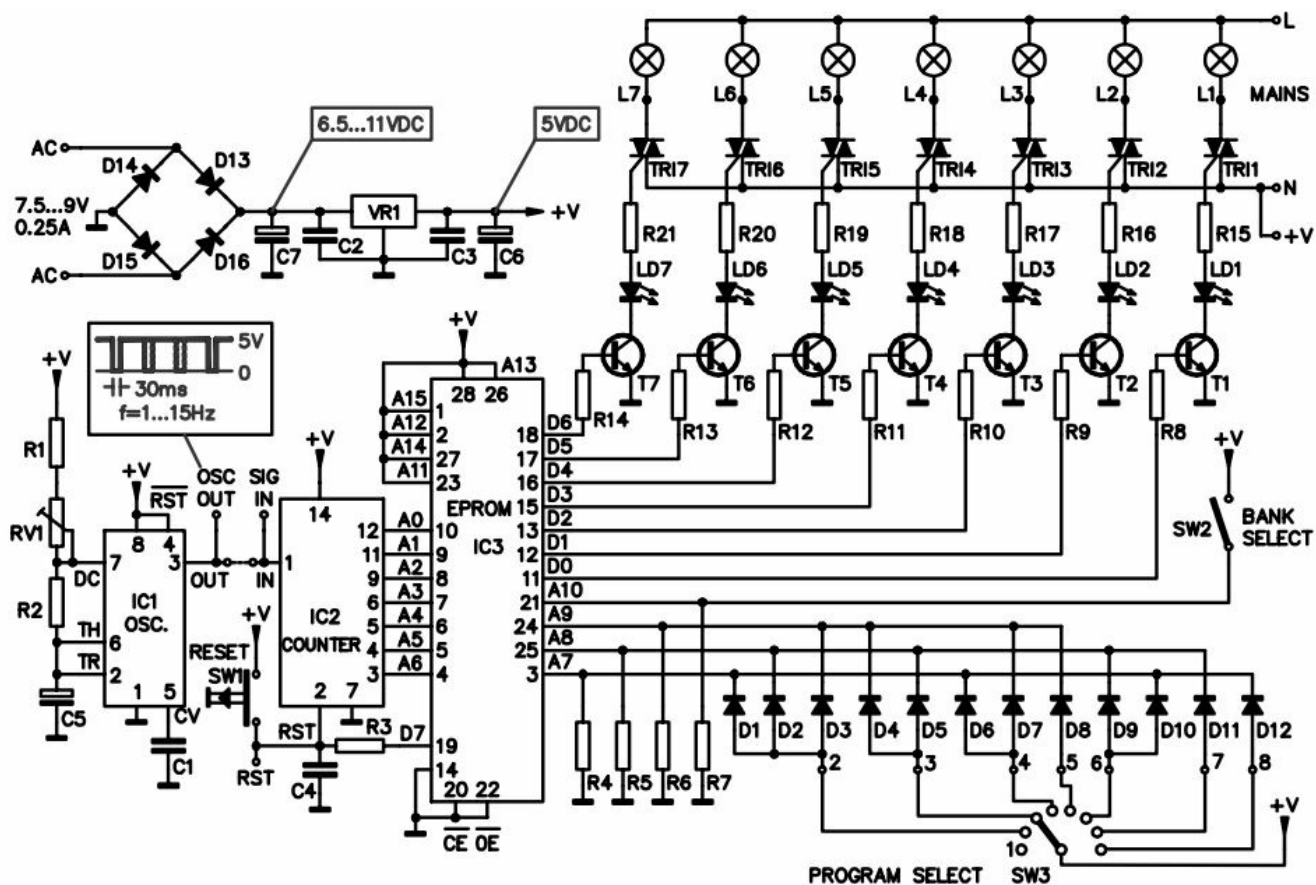 L
L7 L6 L5 L4 L3 L2 L1 MAINS
6.5...11VDC 5VDC
AC D14 D13
TRI7 TRI6 TRI5 TRI4 TRI3 TRI2 TRI1
7.5...9V
0.25A
VR1 +V
N
+V
C7 C2 C3 C6
D15 D16
AC
R21 R20 R19 R18 R17 R16 R15
LD7 LD6 LD5 LD4 LD3 LD2 LD1
T7 T6 T5 T4 T3 T2 T1
R14 R13 R12 R11 R10 R9 R8
5V
0
30ms
f=1...15Hz
+V
R1
RV1
R2
+V
RST
8 4
7 3
DC OUT
IC1
OSC.
TH 6
TR 2
1 5
C5 CV
C1
OSC
OUT
SIG
IN
IN
+V
14
1
IC2
COUNTER
12 A0 10
11 A1 9
9 A2 8
6 A3 7
5 A4 6
4 A5 5
3 A6 4
2 7
+V
RESET
SW1
RST
RST R3 D7 19
C4
14
20 22
CE OE
+V
A13
28 26
A15 1
A12 2
A14 27
A11 23
EPROM
IC3
18 D6
17 D5
16 D4
15 D3
13 D2
12 D1
11 D0
21 A10
24 A9
25 A8
3 A7
+V
SW2
BANK
SELECT
R4 R5 R6 R7
D1 D2 D3 D4 D5 D6 D7 D8 D9 D10 D11 D12
2 3 4 5 6 7 8
+V
1
PROGRAM SELECT SW3